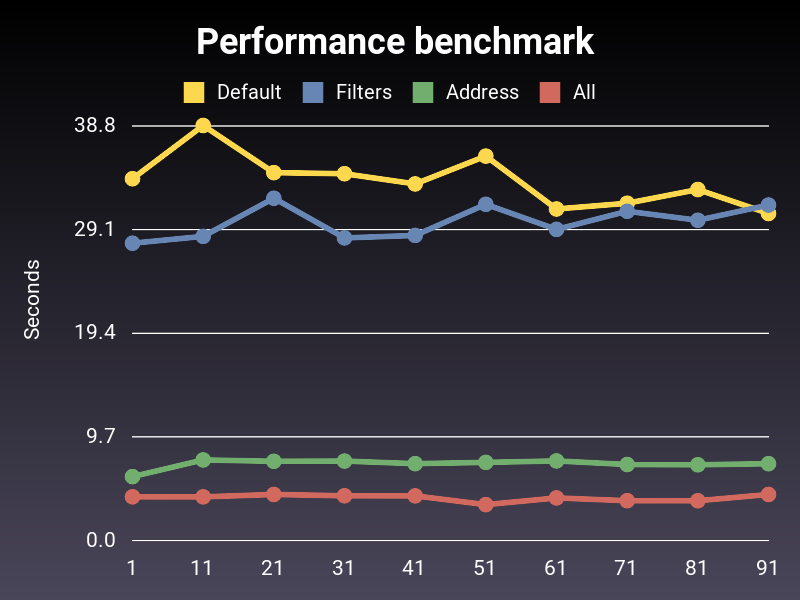 Performance benchmark
Default Filters Address All
38.8
29.1
19.4
9.7
0.0
Seconds
1 11 21 31 41 51 61 71 81 91